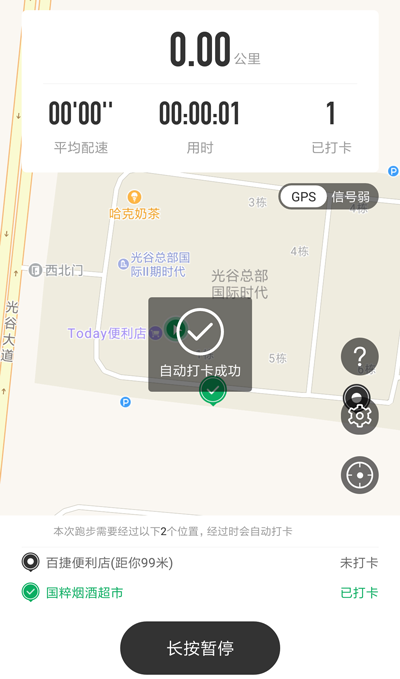 0.00公里
00'00"
00:00:01
1
平均配速
用时
已打卡
GPS
信号弱
哈克奶茶
3栋
4栋
光谷总部国
际II期时代
西北门
光谷总部
国际时代
4栋
光谷大道
Today便利店
5栋
自动打卡成功
P
P
?
本次跑步需要经过以下2个位置，经过时会自动打卡
百捷便利店(距你99米)
未打卡
国粹烟酒超市
已打卡
长按暂停